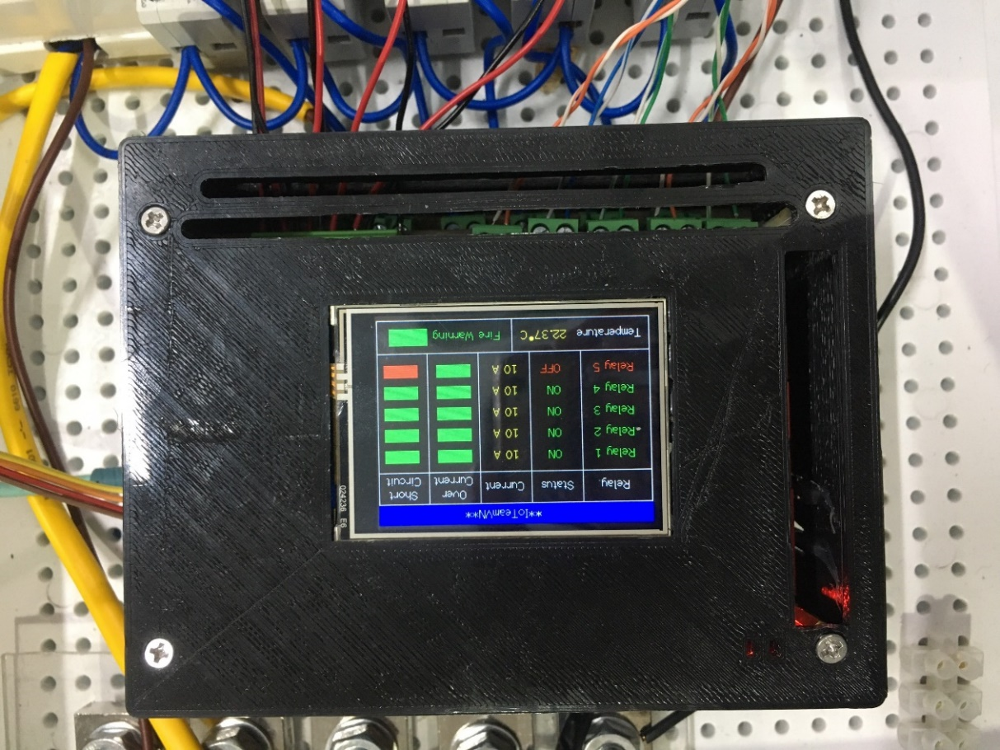 **IoTeamVN**
Relay. Status Current Over Current Short Circuit
Relay 1 ON 10 A
Relay 2 ON 10 A
Relay 3 ON 10 A
Relay 4 ON 10 A
Relay 5 OFF 10 A
Temperature 22.37°C Fire Warning
024236 E6